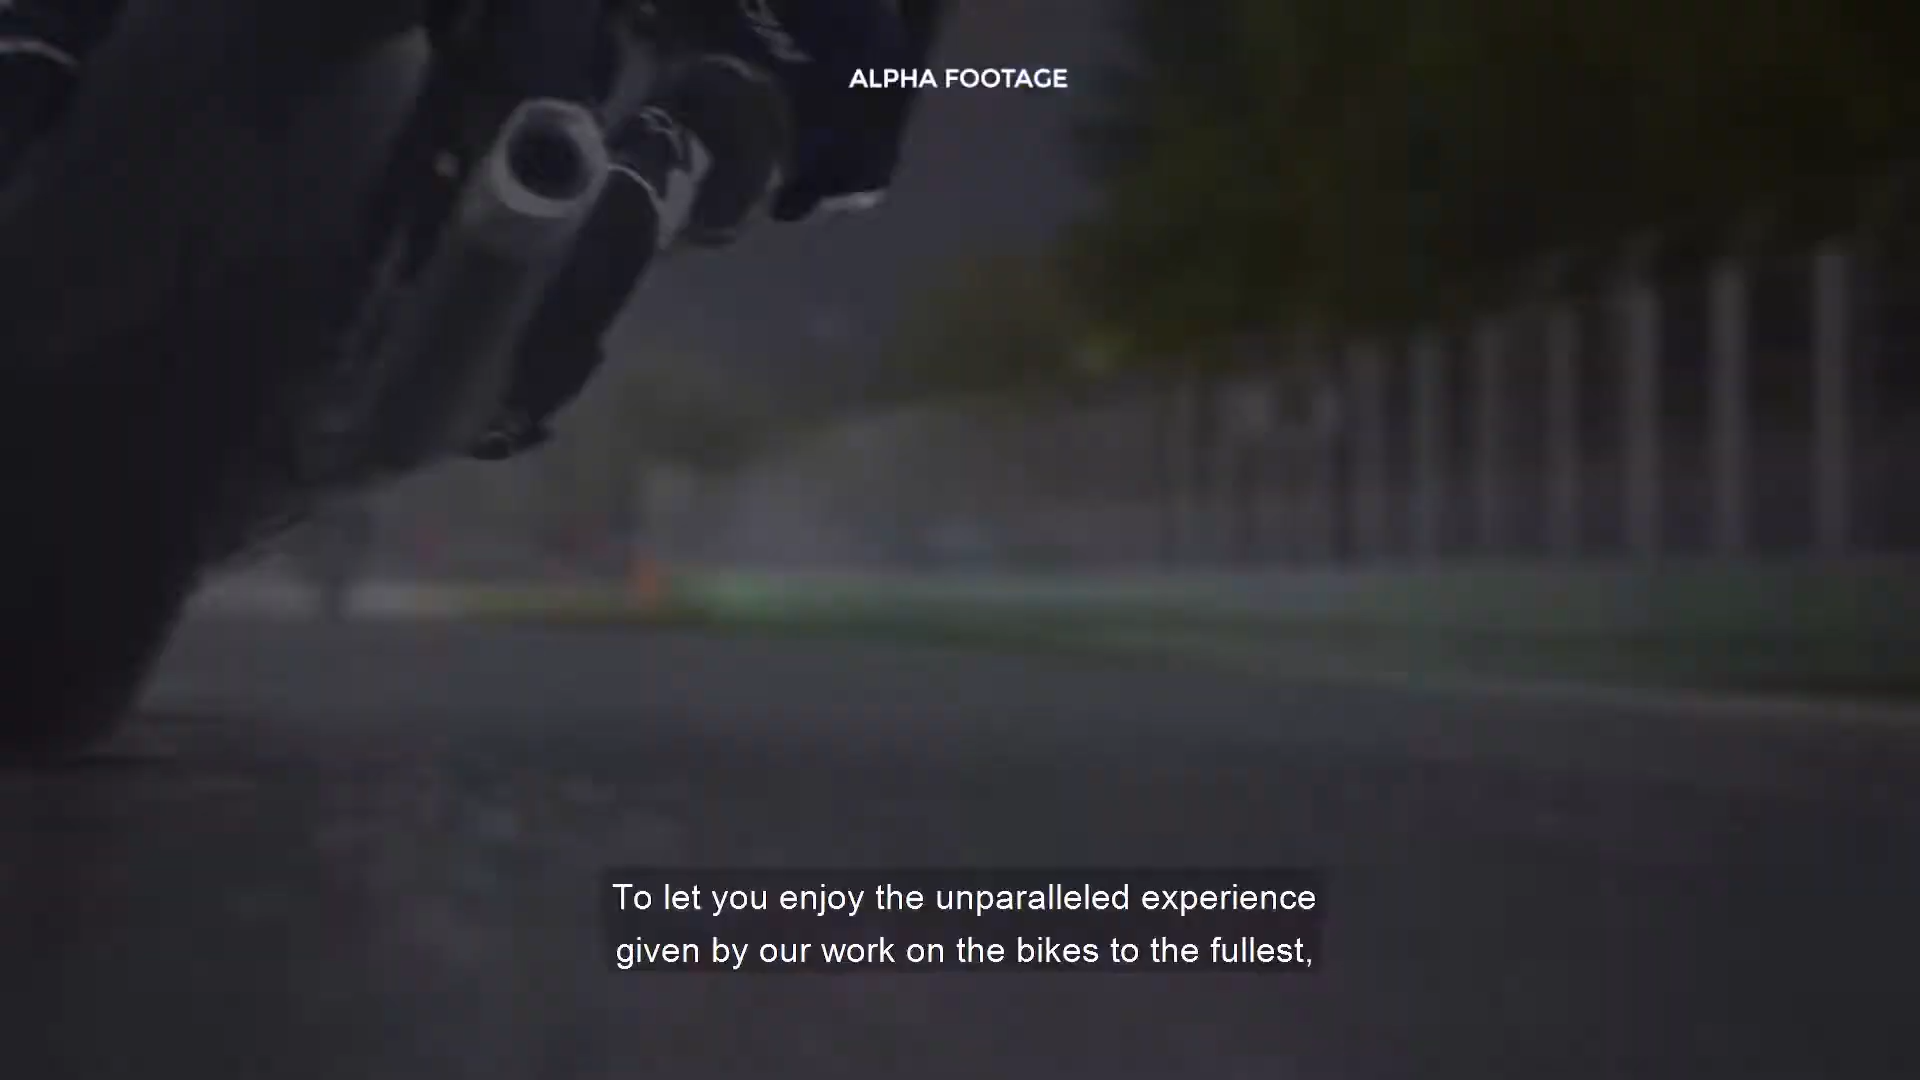 ALPHA FOOTAGE
To let you enjoy the unparalleled experience
given by our work on the bikes to the fullest,